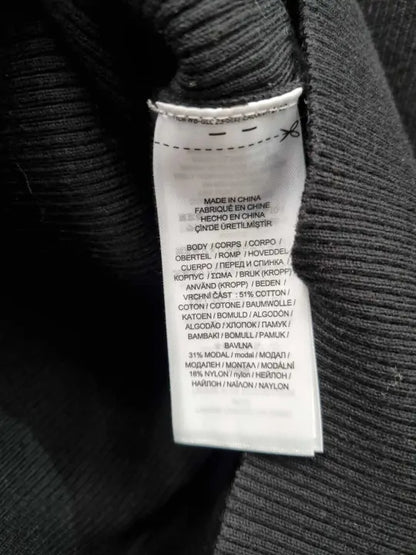 MADE IN CHINA
FABRIQUÉ EN CHINE
HECHO EN CHINA
ÇİN'DE ÜRETİLMİŞTİR
BODY / CORPS / CORPO /
OBERTEIL / ROMP / HOVEDDEL /
CUERPO / ПЕРЕД И СПИНКА /
КОРПУС / ΣΩΜΑ / BRUK (KROPP)
ANVÄND (KROPP) / BEDEN /
VRCHNÍ ČÁST : 51% COTTON /
COTON / COTONE / BAUMWOLLE /
KATOEN / BOMULD / ALGODÓN /
ALGODÃO / ХЛОПОК / ПАМУК /
BAMBAKI / BOMULL / PAMUK /
BAVLNA
31% MODAL / modal / МОДАЛ /
МОДАЛЕН / МОНТАЛ / MODÁLNÍ
18% NYLON / nylon / НЕЙЛОН /
НАЙЛОН / NAÏLON / NAYLON